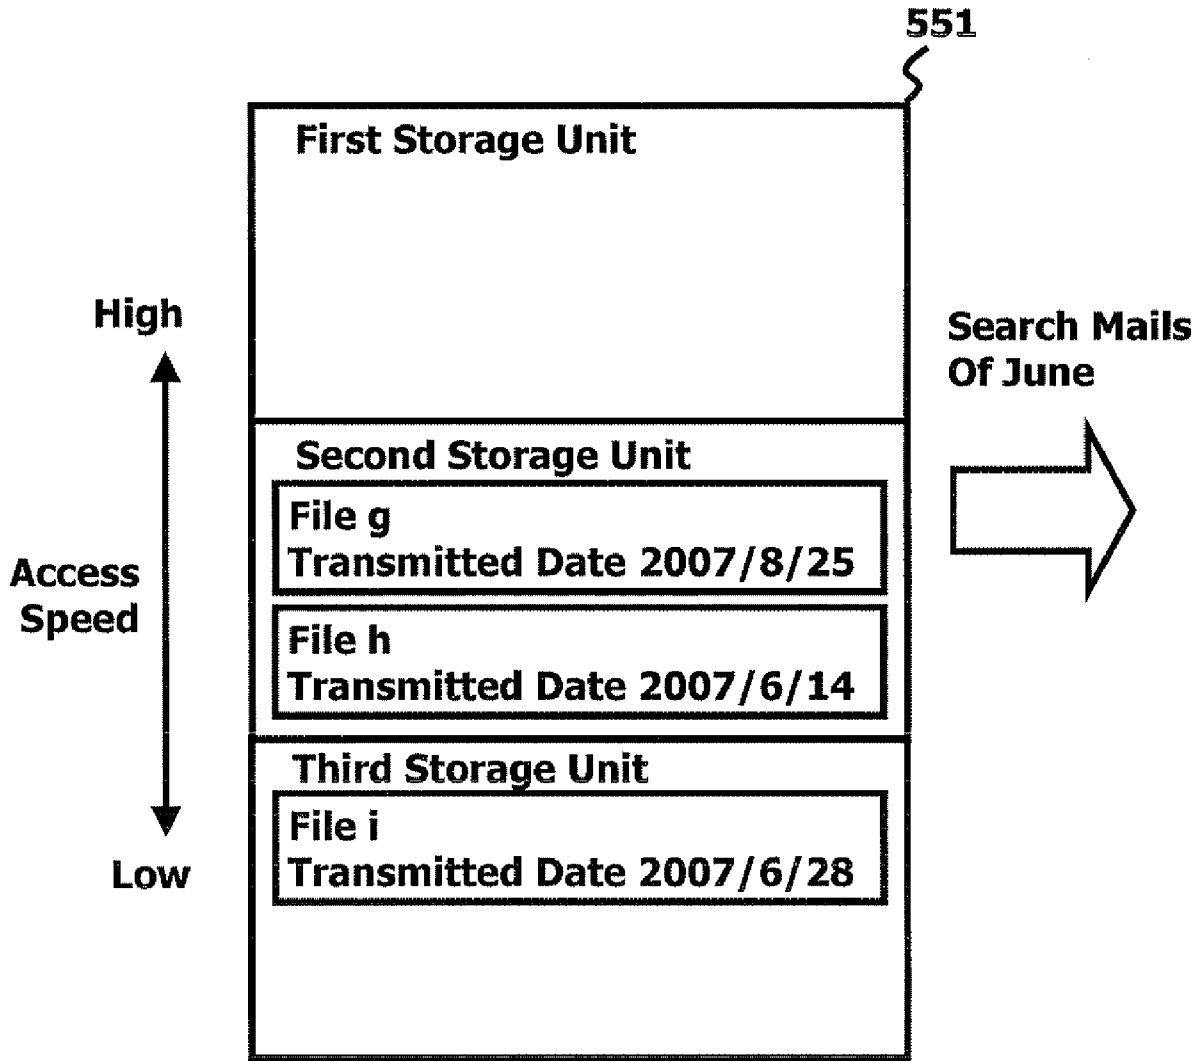 551
First Storage Unit
High
Search Mails
Of June
Second Storage Unit
File g
Transmitted Date 2007/8/25
Access
Speed
File h
Transmitted Date 2007/6/14
Third Storage Unit
File i
Transmitted Date 2007/6/28
Low